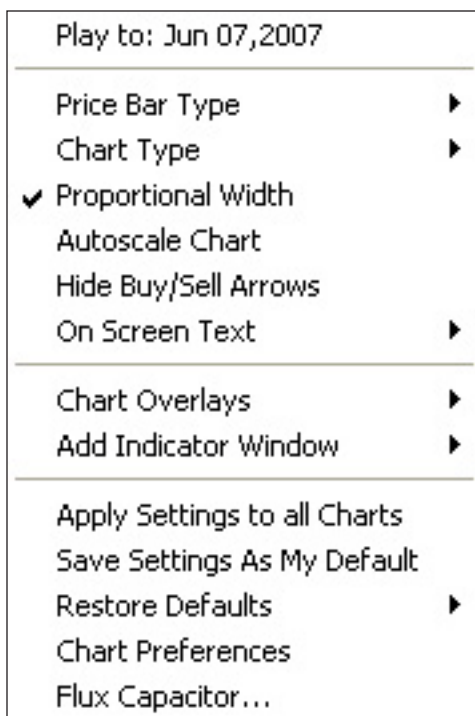 Play to: Jun 07,2007
Price Bar Type
Chart Type
Proportional Width
Autoscale Chart
Hide Buy/Sell Arrows
On Screen Text
Chart Overlays
Add Indicator Window
Apply Settings to all Charts
Save Settings As My Default
Restore Defaults
Chart Preferences
Flux Capacitor...